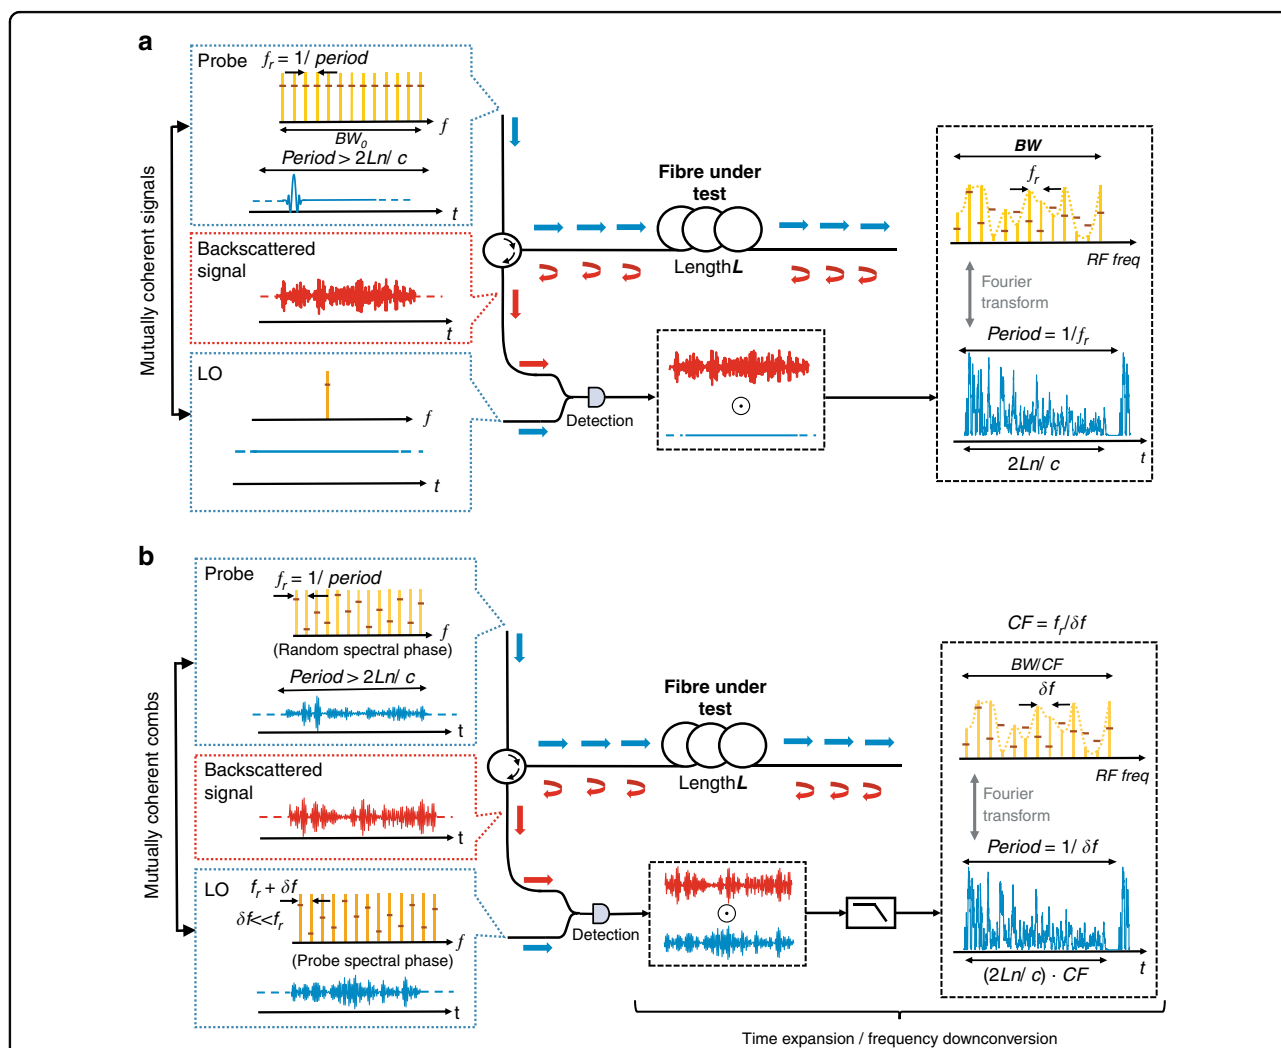 a
Mutually coherent signals
Probe
f_r = 1/ period
f
BW_0
Period > 2Ln/ c
t
Backscattered
signal
t
LO
f
t
Fibre under
test
Length L
Detection
BW
f_r
RF freq
Fourier
transform
Period = 1/f_r
2Ln/ c
t
b
Mutually coherent combs
Probe
f_r = 1/ period
f
(Random spectral phase)
Period > 2Ln/ c
t
Backscattered
signal
t
LO
f_r + δf
δf<<f_r
f
(Probe spectral phase)
t
Fibre under
test
Length L
Detection
CF = f_r/δf
BW/CF
δf
RF freq
Fourier
transform
Period = 1/ δf
(2Ln/ c) · CF
t
Time expansion / frequency downconversion